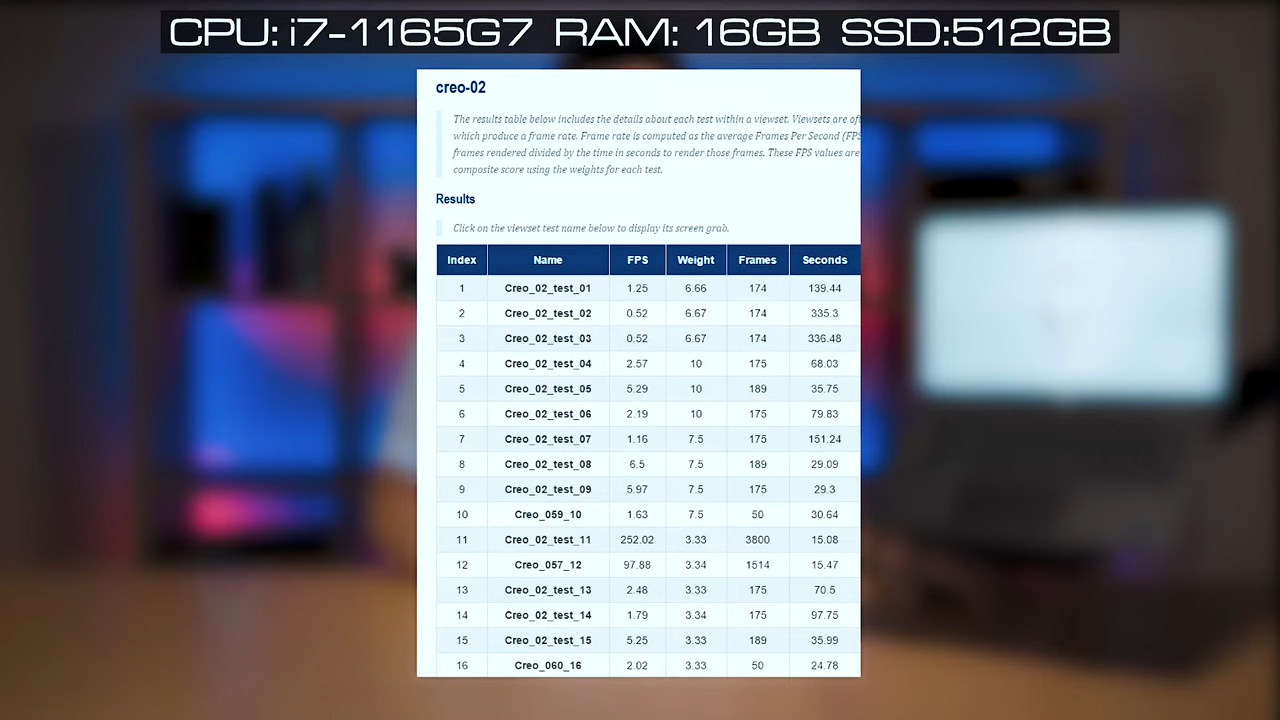 CPU: i7-1165G7 RAM: 16GB SSD:512GB
creo-02
The results table below includes the details about each test within a viewset. Viewsets are
which produce a frame rate. Frame rate is computed as the average Frames Per Second (FPS
frames rendered divided by the time in seconds to render those frames. These FPS values are
composite score using the weights for each test.
Results
Click on the viewset test name below to display its screen grab.
Index Name FPS Weight Frames Seconds
1 Creo_02_test_01 1.25 6.66 174 139.44
2 Creo_02_test_02 0.52 6.67 174 335.3
3 Creo_02_test_03 0.52 6.67 174 336.48
4 Creo_02_test_04 2.57 10 175 68.03
5 Creo_02_test_05 5.29 10 189 35.75
6 Creo_02_test_06 2.19 10 175 79.83
7 Creo_02_test_07 1.16 7.5 175 151.24
8 Creo_02_test_08 6.5 7.5 189 29.09
9 Creo_02_test_09 5.97 7.5 175 29.3
10 Creo_059_10 1.63 7.5 50 30.64
11 Creo_02_test_11 252.02 3.33 3800 15.08
12 Creo_057_12 97.88 3.34 1514 15.47
13 Creo_02_test_13 2.48 3.33 175 70.5
14 Creo_02_test_14 1.79 3.34 175 97.75
15 Creo_02_test_15 5.25 3.33 189 35.99
16 Creo_060_16 2.02 3.33 50 24.78